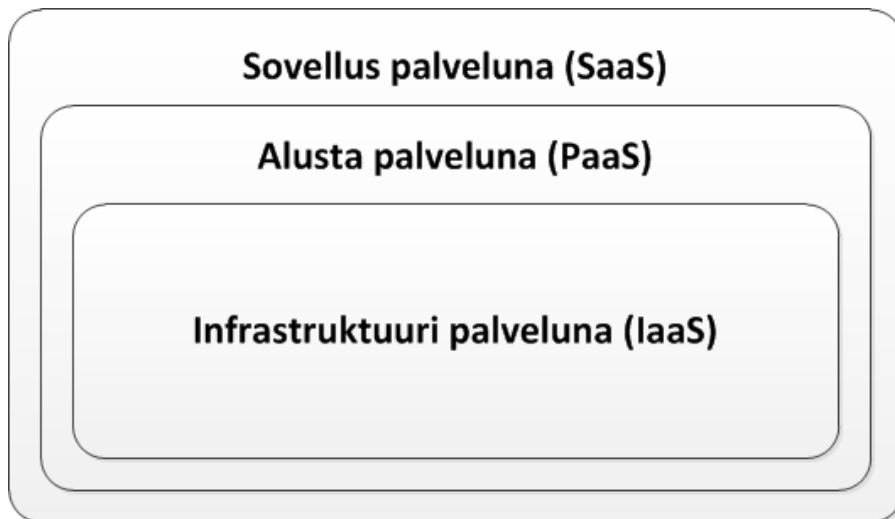 Sovellus palveluna (SaaS)
Alusta palveluna (PaaS)
Infrastruktuuri palveluna (IaaS)